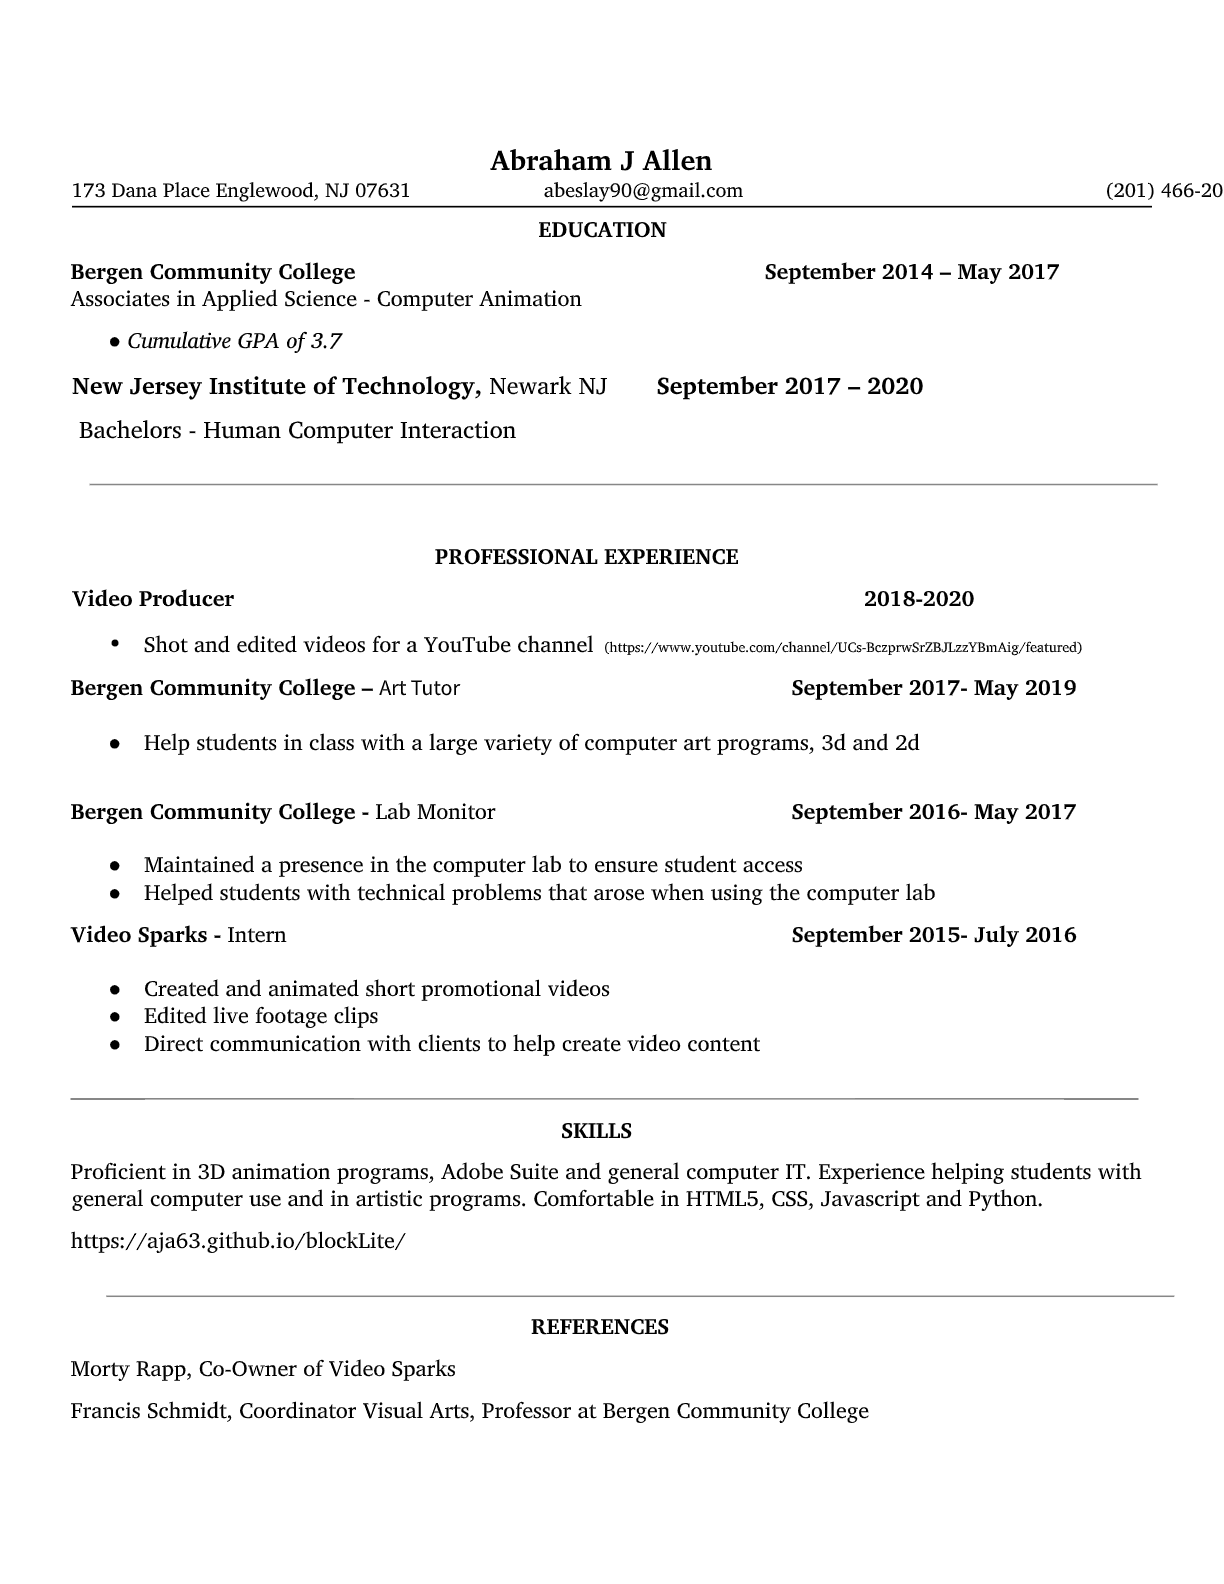 Abraham J Allen
173 Dana Place Englewood, NJ 07631 abeslay90@gmail.com (201) 466-20
EDUCATION
Bergen Community College September 2014 – May 2017
Associates in Applied Science - Computer Animation
● Cumulative GPA of 3.7
New Jersey Institute of Technology, Newark NJ September 2017 – 2020
Bachelors - Human Computer Interaction
PROFESSIONAL EXPERIENCE
Video Producer 2018-2020
• Shot and edited videos for a YouTube channel (https://www.youtube.com/channel/UCs-BczprwSrZBJLzzYBmAig/featured)
Bergen Community College – Art Tutor September 2017- May 2019
● Help students in class with a large variety of computer art programs, 3d and 2d
Bergen Community College - Lab Monitor September 2016- May 2017
● Maintained a presence in the computer lab to ensure student access
● Helped students with technical problems that arose when using the computer lab
Video Sparks - Intern September 2015- July 2016
● Created and animated short promotional videos
● Edited live footage clips
● Direct communication with clients to help create video content
SKILLS
Proficient in 3D animation programs, Adobe Suite and general computer IT. Experience helping students with
general computer use and in artistic programs. Comfortable in HTML5, CSS, Javascript and Python.
https://aja63.github.io/blockLite/
REFERENCES
Morty Rapp, Co-Owner of Video Sparks
Francis Schmidt, Coordinator Visual Arts, Professor at Bergen Community College